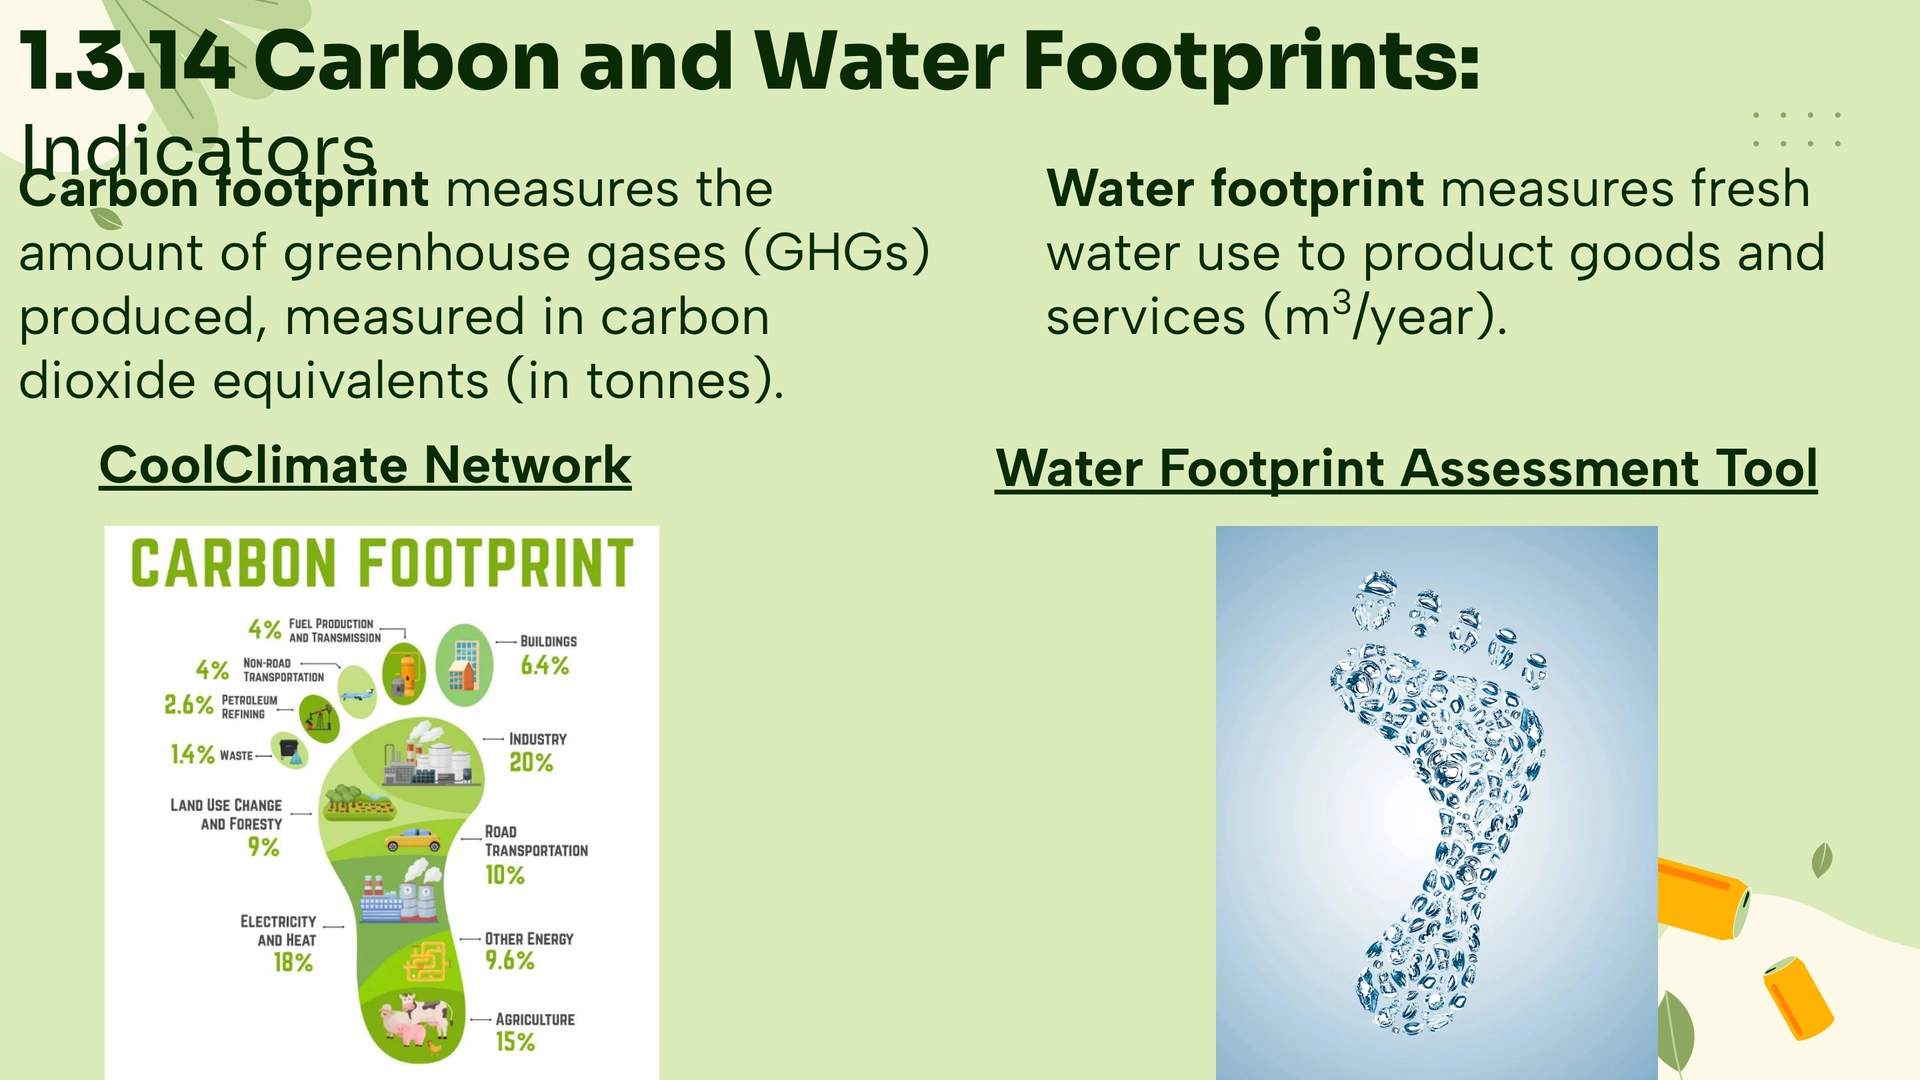 1.3.14 Carbon and Water Footprints:
Indicators
Carbon footprint measures the
amount of greenhouse gases (GHGs)
produced, measured in carbon
dioxide equivalents (in tonnes).
Water footprint measures fresh
water use to product goods and
services (m³/year).
CoolClimate Network
Water Footprint Assessment Tool
CARBON FOOTPRINT
4% FUEL PRODUCTION
AND TRANSMISSION
BUILDINGS
6.4%
4% NON-ROAD
TRANSPORTATION
2.6% PETROLEUM
REFINING
1.4% WASTE
INDUSTRY
20%
LAND USE CHANGE
AND FORESTY
9%
ROAD
TRANSPORTATION
10%
ELECTRICITY
AND HEAT
18%
OTHER ENERGY
9.6%
AGRICULTURE
15%